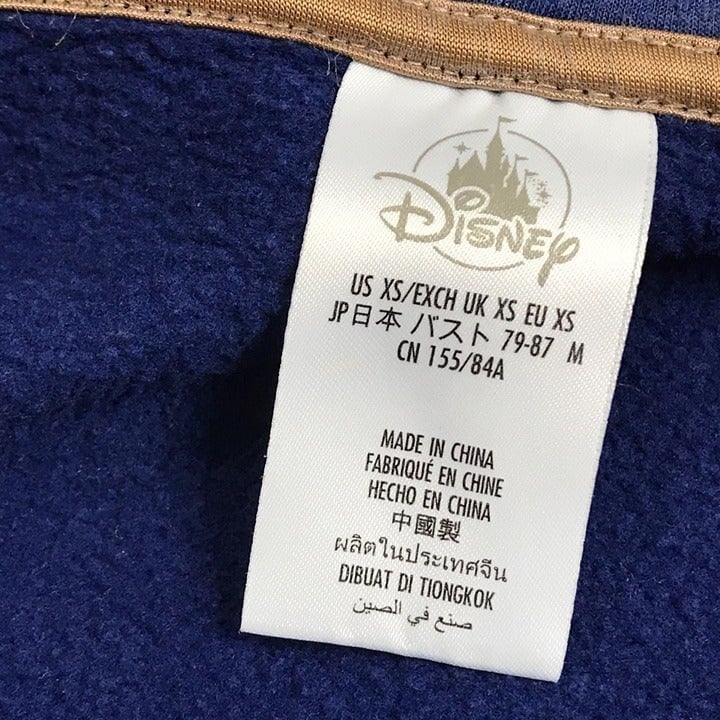 Disney
US XS/EXCH UK XS EU XS
JP日本 バスト 79-87 M
CN 155/84A
MADE IN CHINA
FABRIQUÉ EN CHINE
HECHO EN CHINA
中國製
ผลิตในประเทศจีน
DIBUAT DI TIONGKOK
صنع في الصين